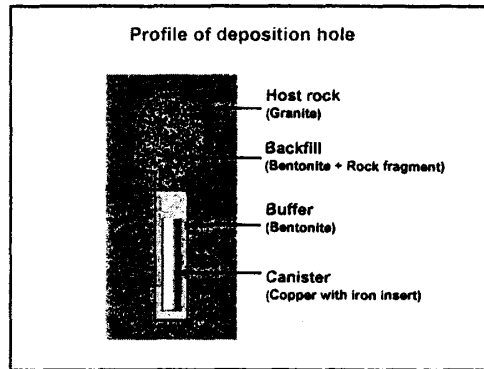 Profile of deposition hole
Host rock
(Granite)
Backfill
(Bentonite + Rock fragment)
Buffer
(Bentonite)
Canister
(Copper with iron insert)